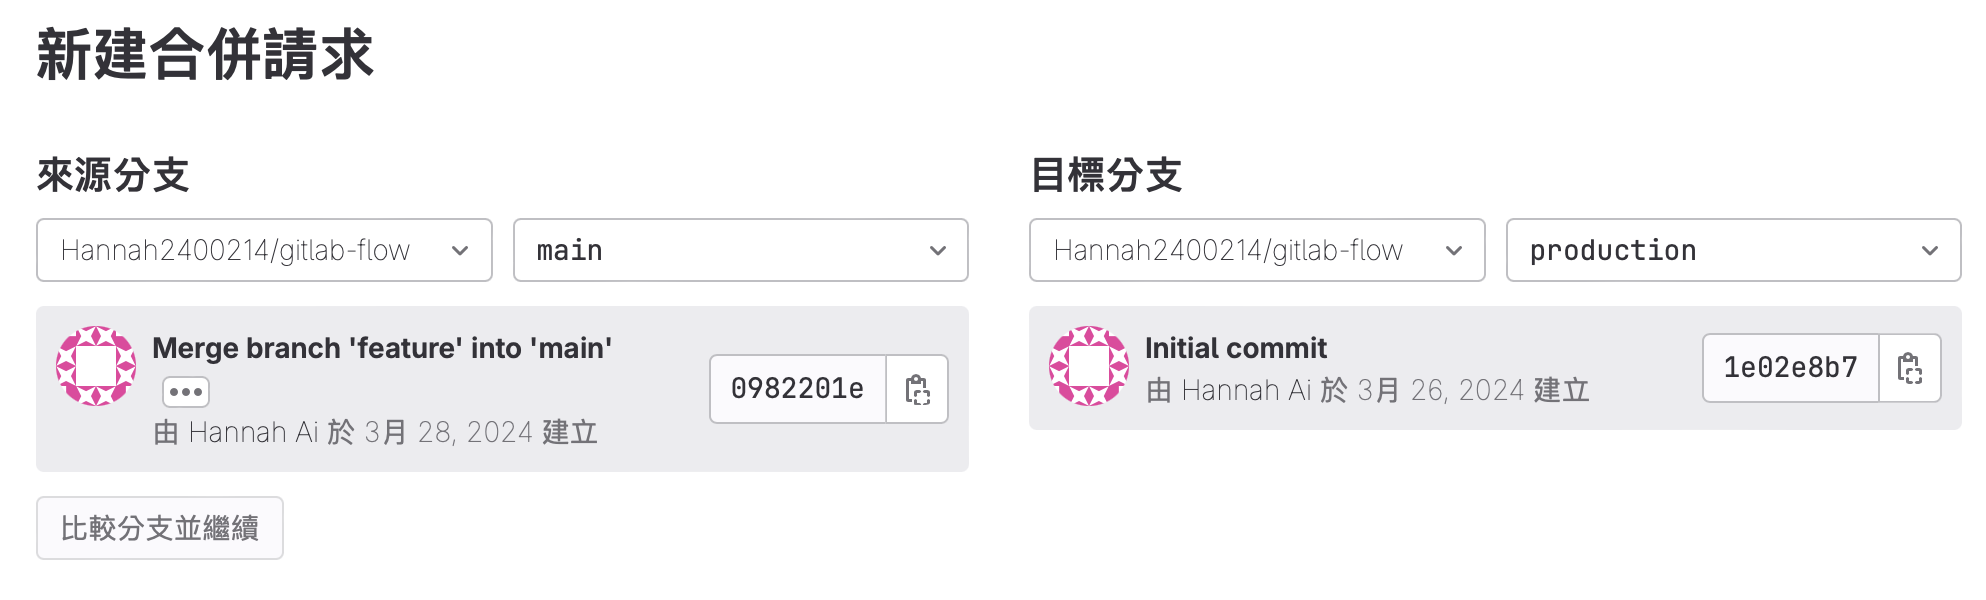 新建合併請求
來源分支
Hannah2400214/gitlab-flow
main
Merge branch 'feature' into 'main'
由 Hannah Ai 於 3月 28, 2024 建立
0982201e
比較分支並繼續
目標分支
Hannah2400214/gitlab-flow
production
Initial commit
由 Hannah Ai 於 3月 26, 2024 建立
1e02e8b7